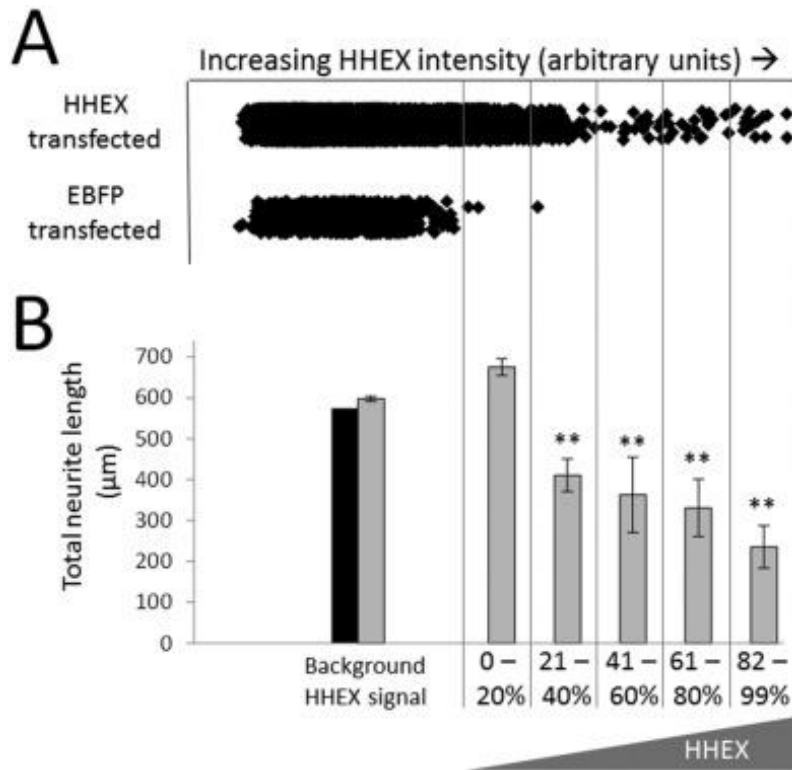 A
Increasing HHEX intensity (arbitrary units) →
HHEX
transfected
EBFP
transfected
B
Total neurite length
(µm)
700
600
500
400
300
200
100
0
**
**
**
**
Background
HHEX signal
0 –
20%
21 –
40%
41 –
60%
61 –
80%
82 –
99%
HHEX